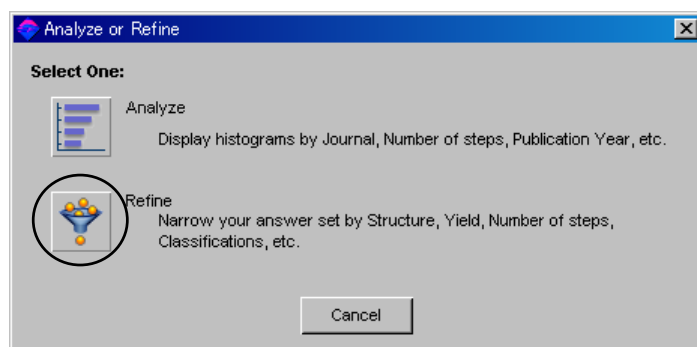 Analyze or Refine
Select One:
Analyze
Display histograms by Journal, Number of steps, Publication Year, etc.
Refine
Narrow your answer set by Structure, Yield, Number of steps,
Classifications, etc.
Cancel